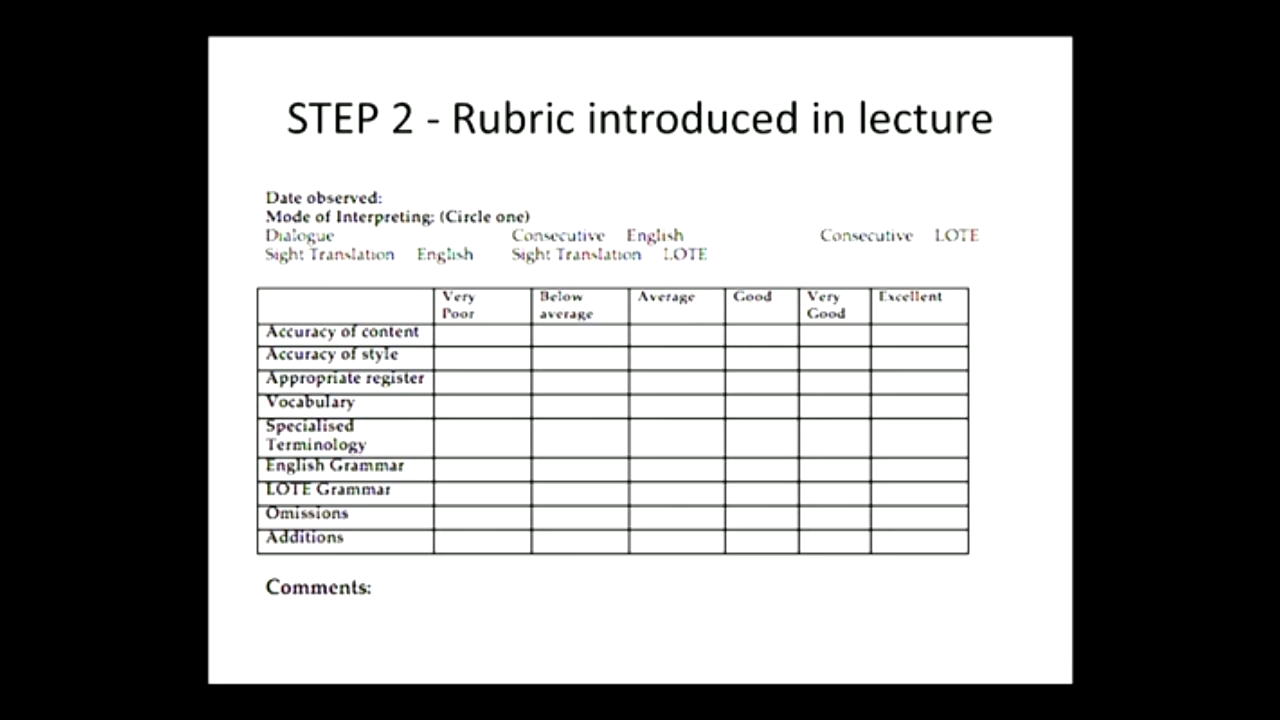 STEP 2 - Rubric introduced in lecture
Date observed:
Mode of Interpreting: (Circle one)
Dialogue Consecutive English Consecutive LOTE
Sight Translation English Sight Translation LOTE
Very Poor Below average Average Good Very Good Excellent
Accuracy of content
Accuracy of style
Appropriate register
Vocabulary
Specialised
Terminology
English Grammar
LOTE Grammar
Omissions
Additions
Comments: